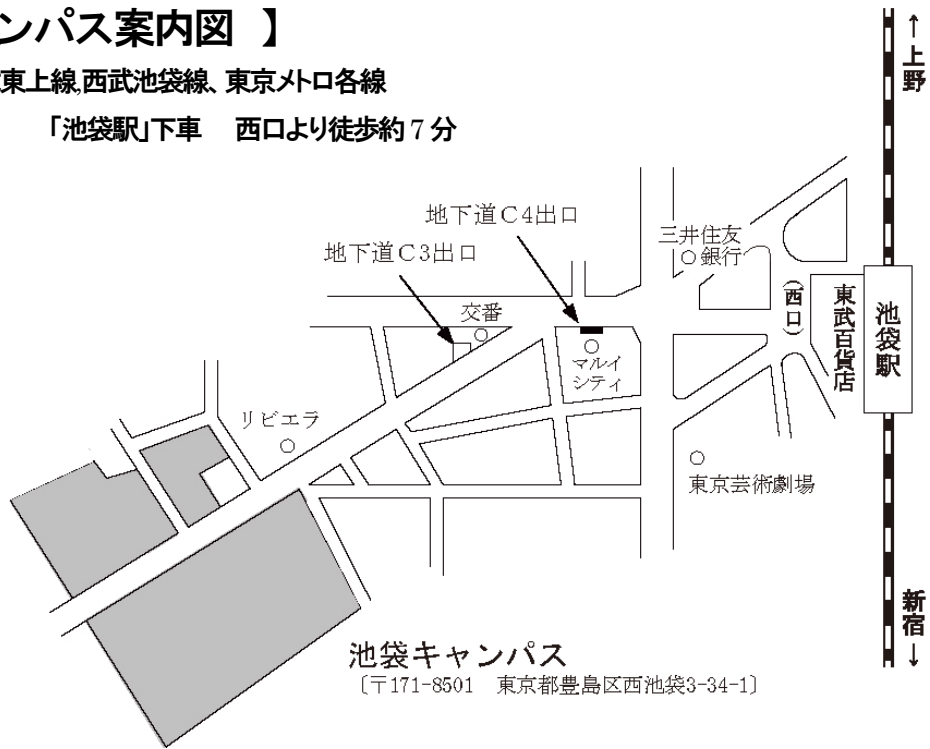 ンパス案内図 】
東上線,西武池袋線、東京メトロ各線
「池袋駅」下車 西口より徒歩約7分
↑上野
地下道C4出口
地下道C3出口
三井住友
銀行
交番
マルイ
シティ
(西口)
東武百貨店
池袋駅
リビエラ
東京芸術劇場
新宿↓
池袋キャンパス
〔〒171-8501 東京都豊島区西池袋3-34-1〕